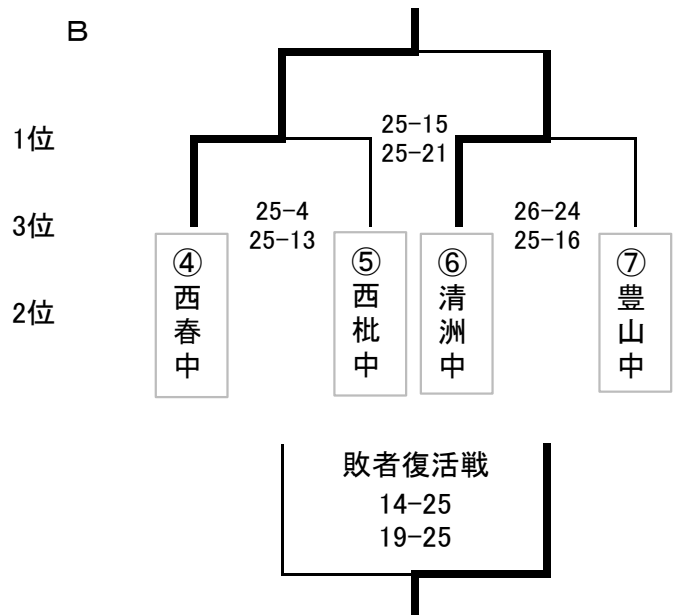 B
1位
25-15
25-21
3位
25-4
25-13
26-24
25-16
2位
④西春中
⑤西枇中
⑥清洲中
⑦豊山中
敗者復活戦
14-25
19-25